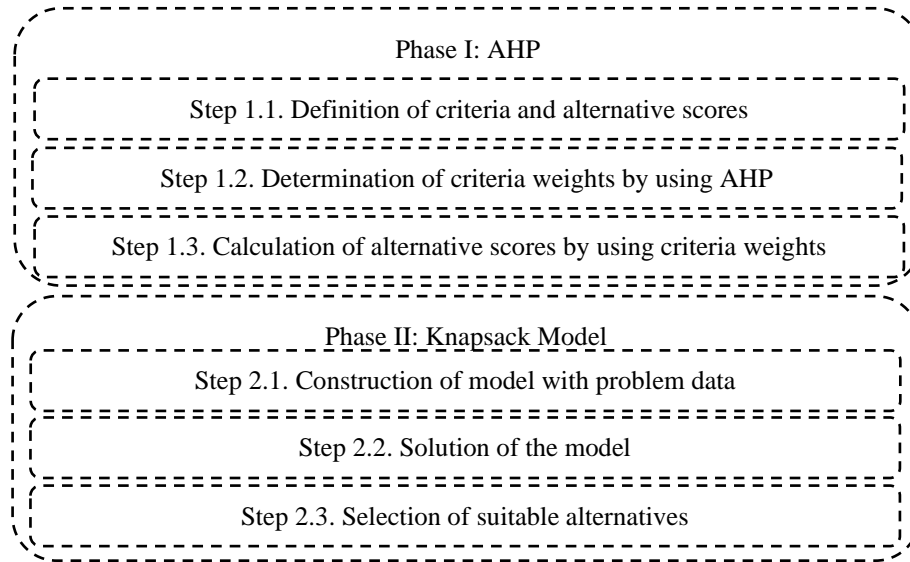 Phase I: AHP
Step 1.1. Definition of criteria and alternative scores
Step 1.2. Determination of criteria weights by using AHP
Step 1.3. Calculation of alternative scores by using criteria weights
Phase II: Knapsack Model
Step 2.1. Construction of model with problem data
Step 2.2. Solution of the model
Step 2.3. Selection of suitable alternatives